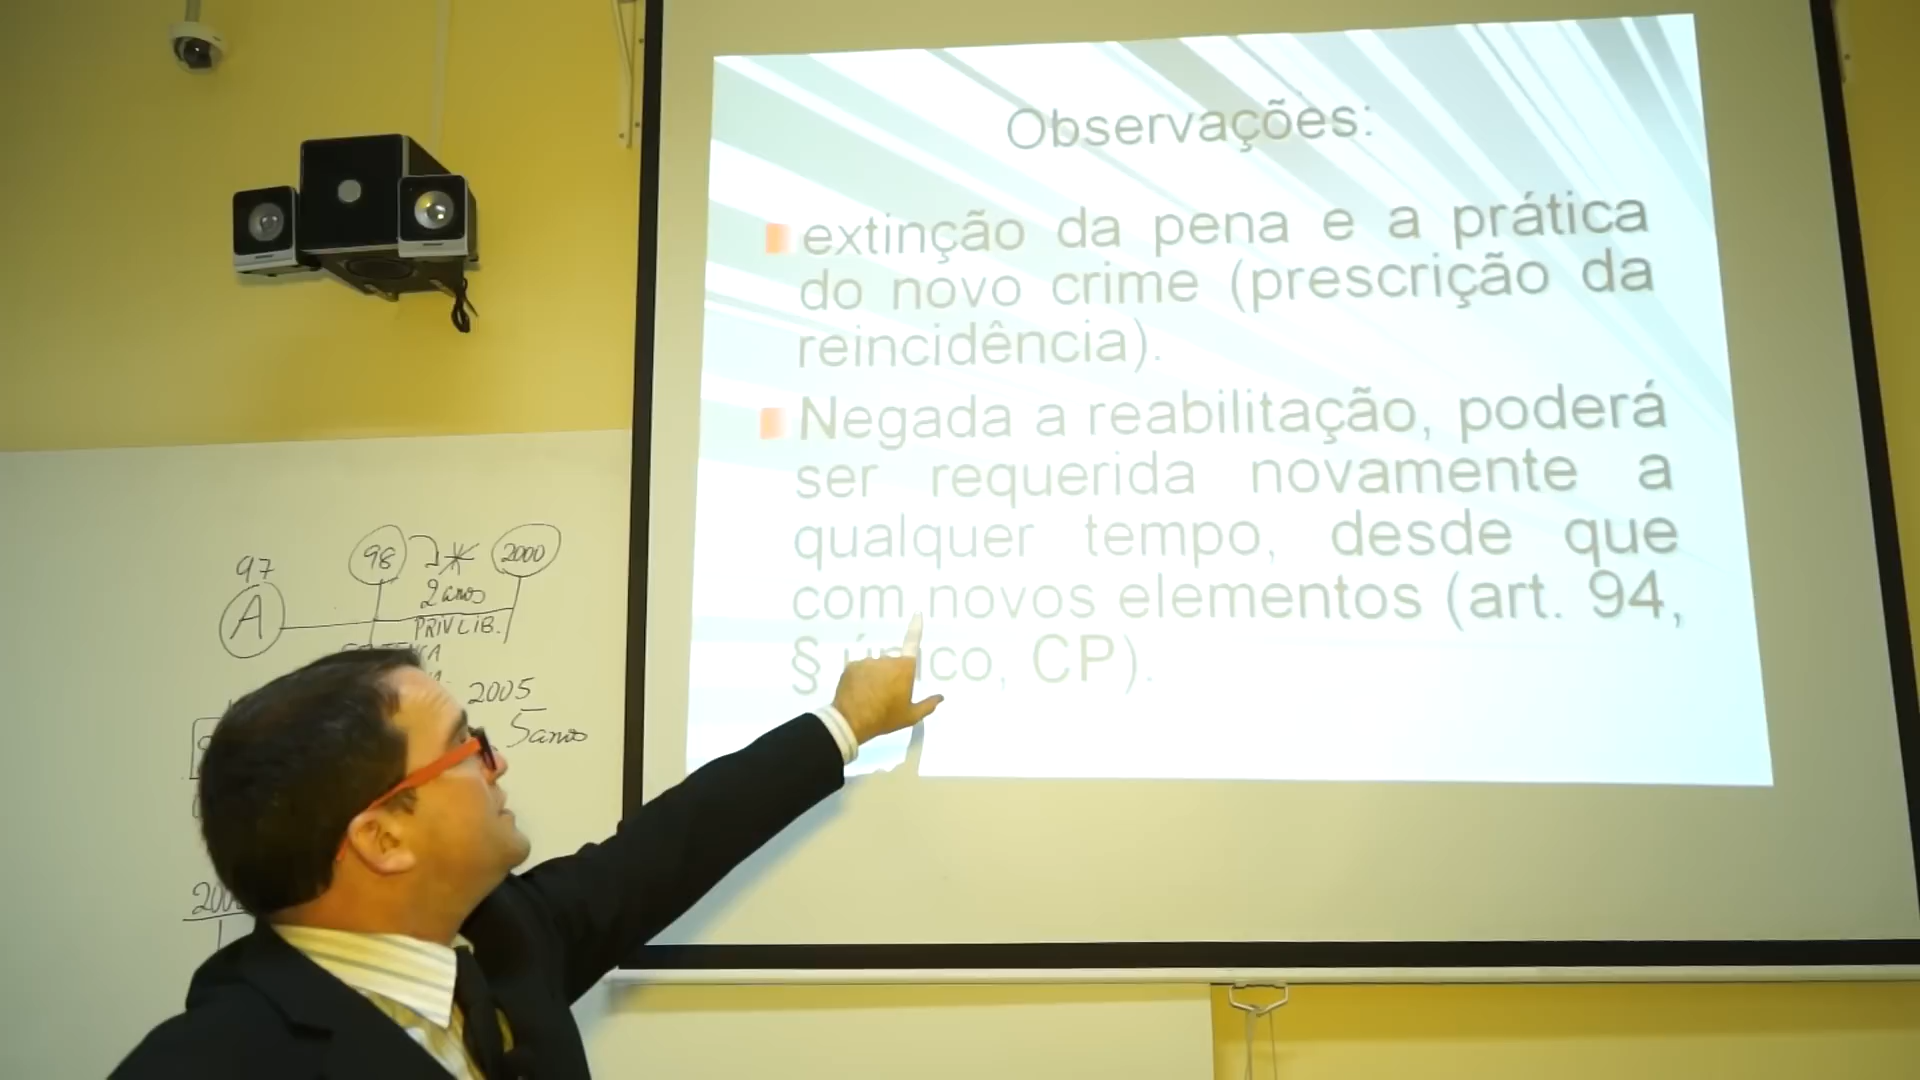 Observações:
extinção da pena e a prática
do novo crime (prescrição da
reincidência).
Negada a reabilitação, poderá
ser requerida novamente a
qualquer tempo, desde que
com novos elementos (art. 94,
§ único, CP).
97
98
2000
A
2 anos
PRIV LIB.
2005
5 anos